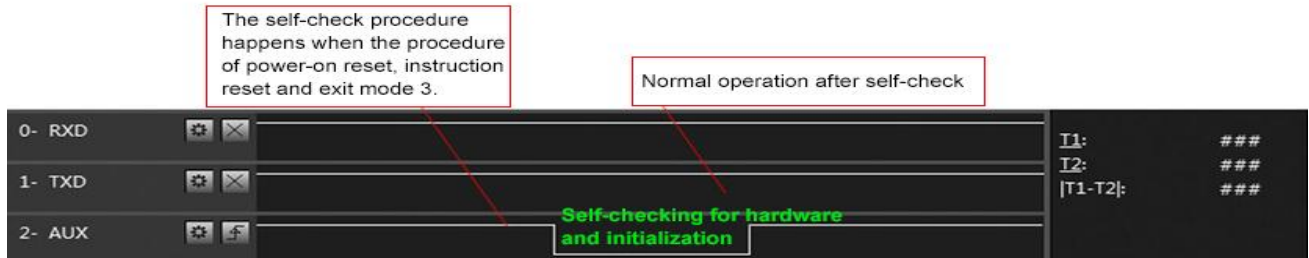 The self-check procedure
happens when the procedure
of power-on reset, instruction
reset and exit mode 3.
Normal operation after self-check
0- RXD
T1: ###
T2: ###
1- TXD
|T1-T2|: ###
Self-checking for hardware
and initialization
2- AUX